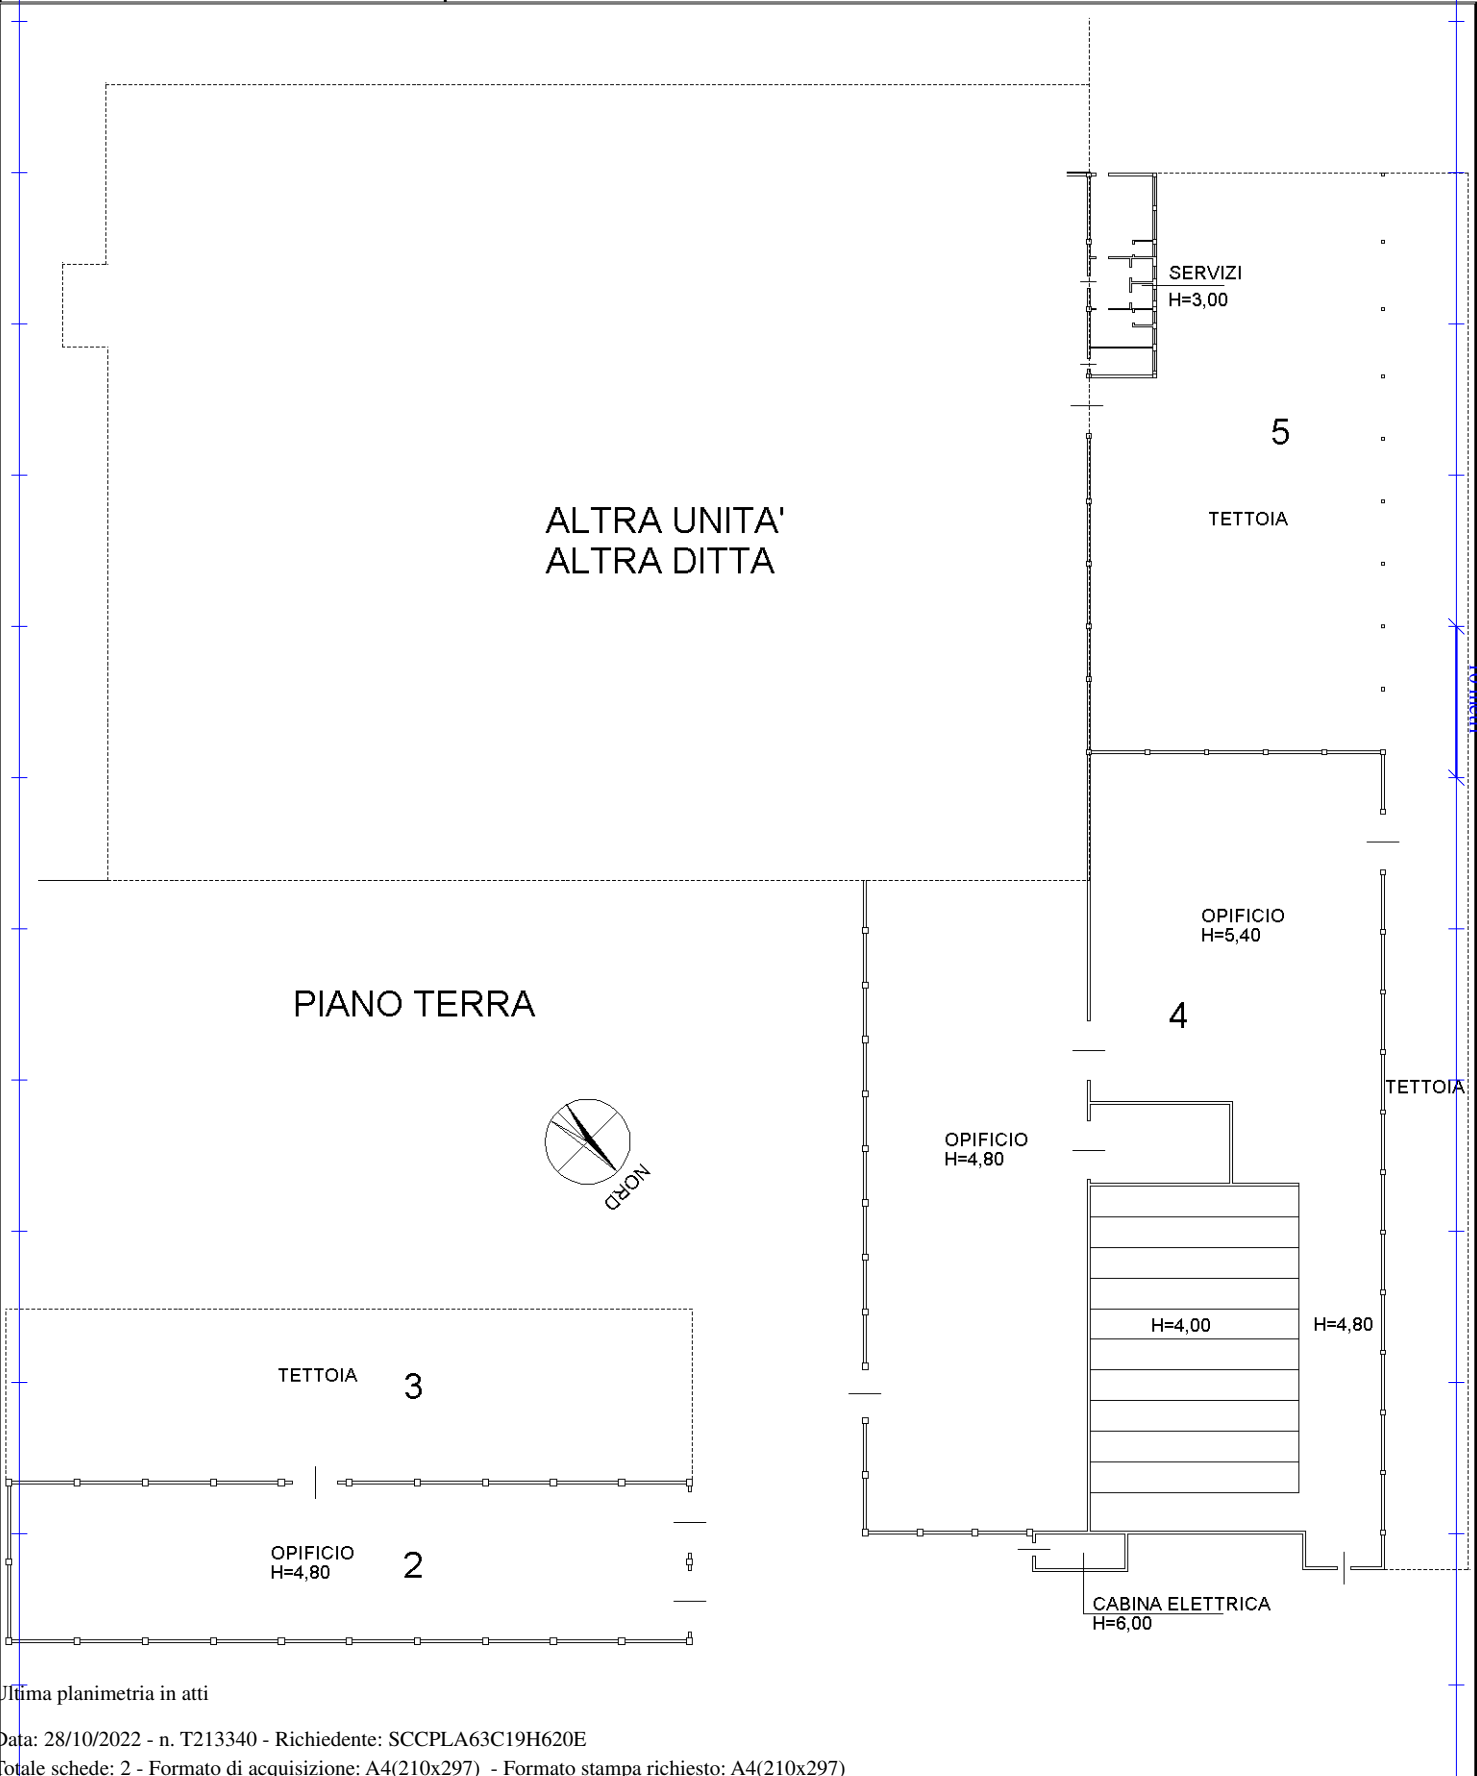 SERVIZI
H=3,00
5
TETTOIA
ALTRA UNITA'
ALTRA DITTA
10 metri
OPIFICIO
H=5,40
PIANO TERRA
4
TETTOIA
OPIFICIO
H=4,80
NORD
H=4,00
H=4,80
TETTOIA
3
OPIFICIO
H=4,80
2
CABINA ELETTRICA
H=6,00
Ultima planimetria in atti
Data: 28/10/2022 - n. T213340 - Richiedente: SCCPLA63C19H620E
Totale schede: 2 - Formato di acquisizione: A4(210x297) - Formato stampa richiesto: A4(210x297)